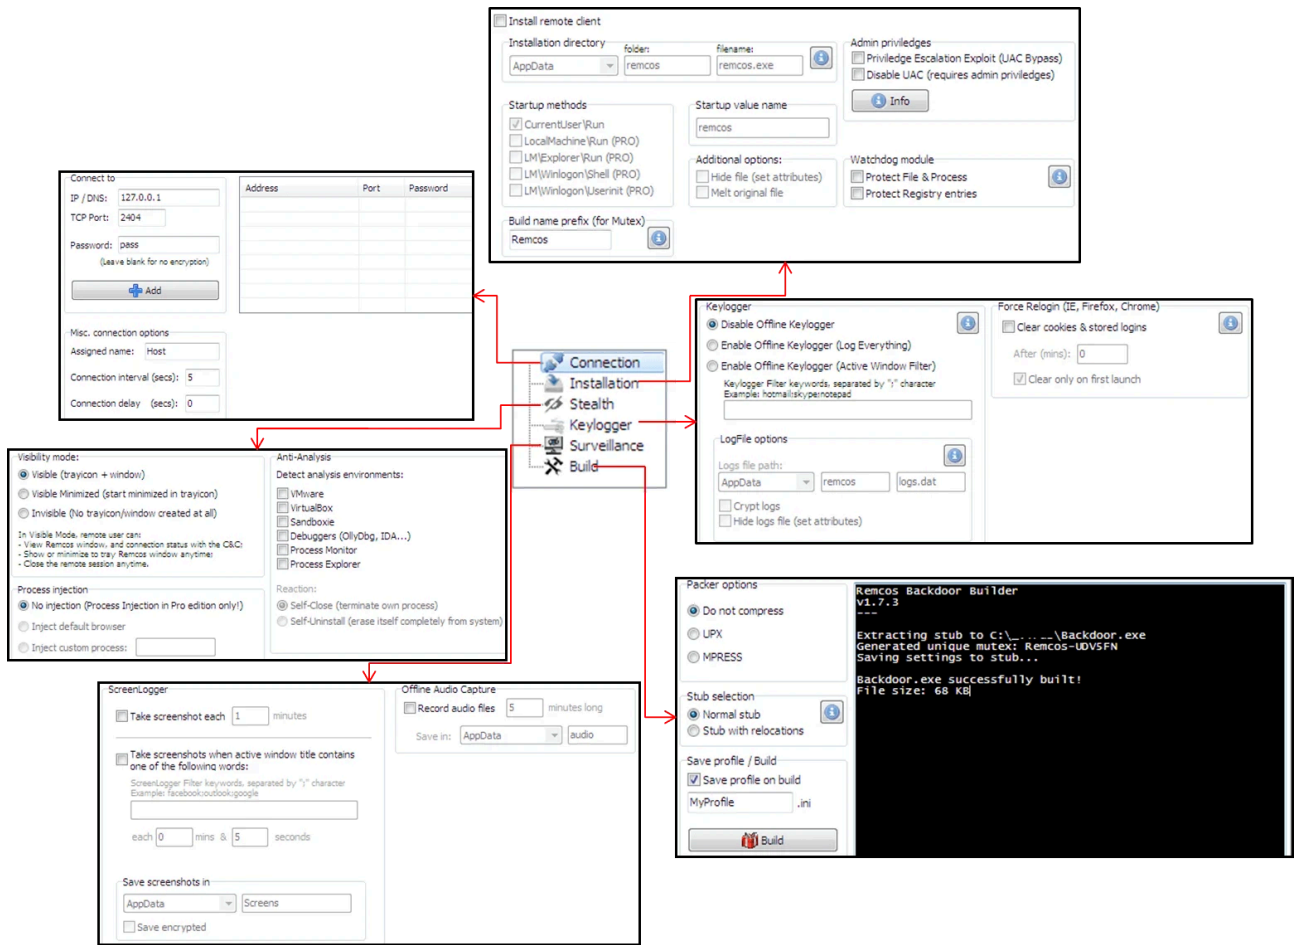 Install remote client
Installation directory
folder:
filename:
AppData
remcos
remcos.exe
Admin priviledges
Priviledge Escalation Exploit (UAC Bypass)
Disable UAC (requires admin priviledges)
Info
Startup methods
CurrentUser\Run
LocalMachine\Run (PRO)
LM\Explorer\Run (PRO)
LM\Winlogon\Shell (PRO)
LM\Winlogon\Userinit (PRO)
Startup value name
remcos
Additional options:
Hide file (set attributes)
Melt original file
Watchdog module
Protect File & Process
Protect Registry entries
Build name prefix (for Mutex)
Remcos
Connect to
IP / DNS: 127.0.0.1
TCP Port: 2404
Password: pass
(Leave blank for no encryption)
Add
Address Port Password
Misc. connection options
Assigned name: Host
Connection interval (secs): 5
Connection delay (secs): 0
Connection
Installation
Stealth
Keylogger
Surveillance
Build
Keylogger
Disable Offline Keylogger
Enable Offline Keylogger (Log Everything)
Enable Offline Keylogger (Active Window Filter)
Keylogger Filter keywords, separated by ";" character
Example: hotmail;skype;notepad
LogFile options
Logs file path:
AppData
remcos
logs.dat
Crypt logs
Hide logs file (set attributes)
Force Relogin (IE, Firefox, Chrome)
Clear cookies & stored logins
After (mins): 0
Clear only on first launch
Visibility mode:
Visible (trayicon + window)
Visible Minimized (start minimized in trayicon)
Invisible (No trayicon/window created at all)
In Visible Mode, remote user can:
- View Remcos window, and connection status with the C&C;
- Show or minimize to tray Remcos window anytime;
- Close the remote session anytime.
Process injection
No injection (Process Injection in Pro edition only!)
Inject default browser
Inject custom process:
Anti-Analysis
Detect analysis environments:
VMware
VirtualBox
Sandboxie
Debuggers (OllyDbg, IDA...)
Process Monitor
Process Explorer
Reaction:
Self-Close (terminate own process)
Self-Uninstall (erase itself completely from system)
ScreenLogger
Take screenshot each 1 minutes
Take screenshots when active window title contains
one of the following words:
ScreenLogger Filter keywords, separated by ";" character
Example: facebook;outlook;google
each 0 mins & 5 seconds
Save screenshots in
AppData
Screens
Save encrypted
Offline Audio Capture
Record audio files 5 minutes long
Save in: AppData audio
Packer options
Do not compress
UPX
MPRESS
Stub selection
Normal stub
Stub with relocations
Save profile / Build
Save profile on build
MyProfile .ini
Build
Remcos Backdoor Builder
v1.7.3
---
Extracting stub to C:\ \Backdoor.exe
Generated unique mutex: Remcos-UDV5FN
Saving settings to stub...
Backdoor.exe successfully built!
File size: 68 KB